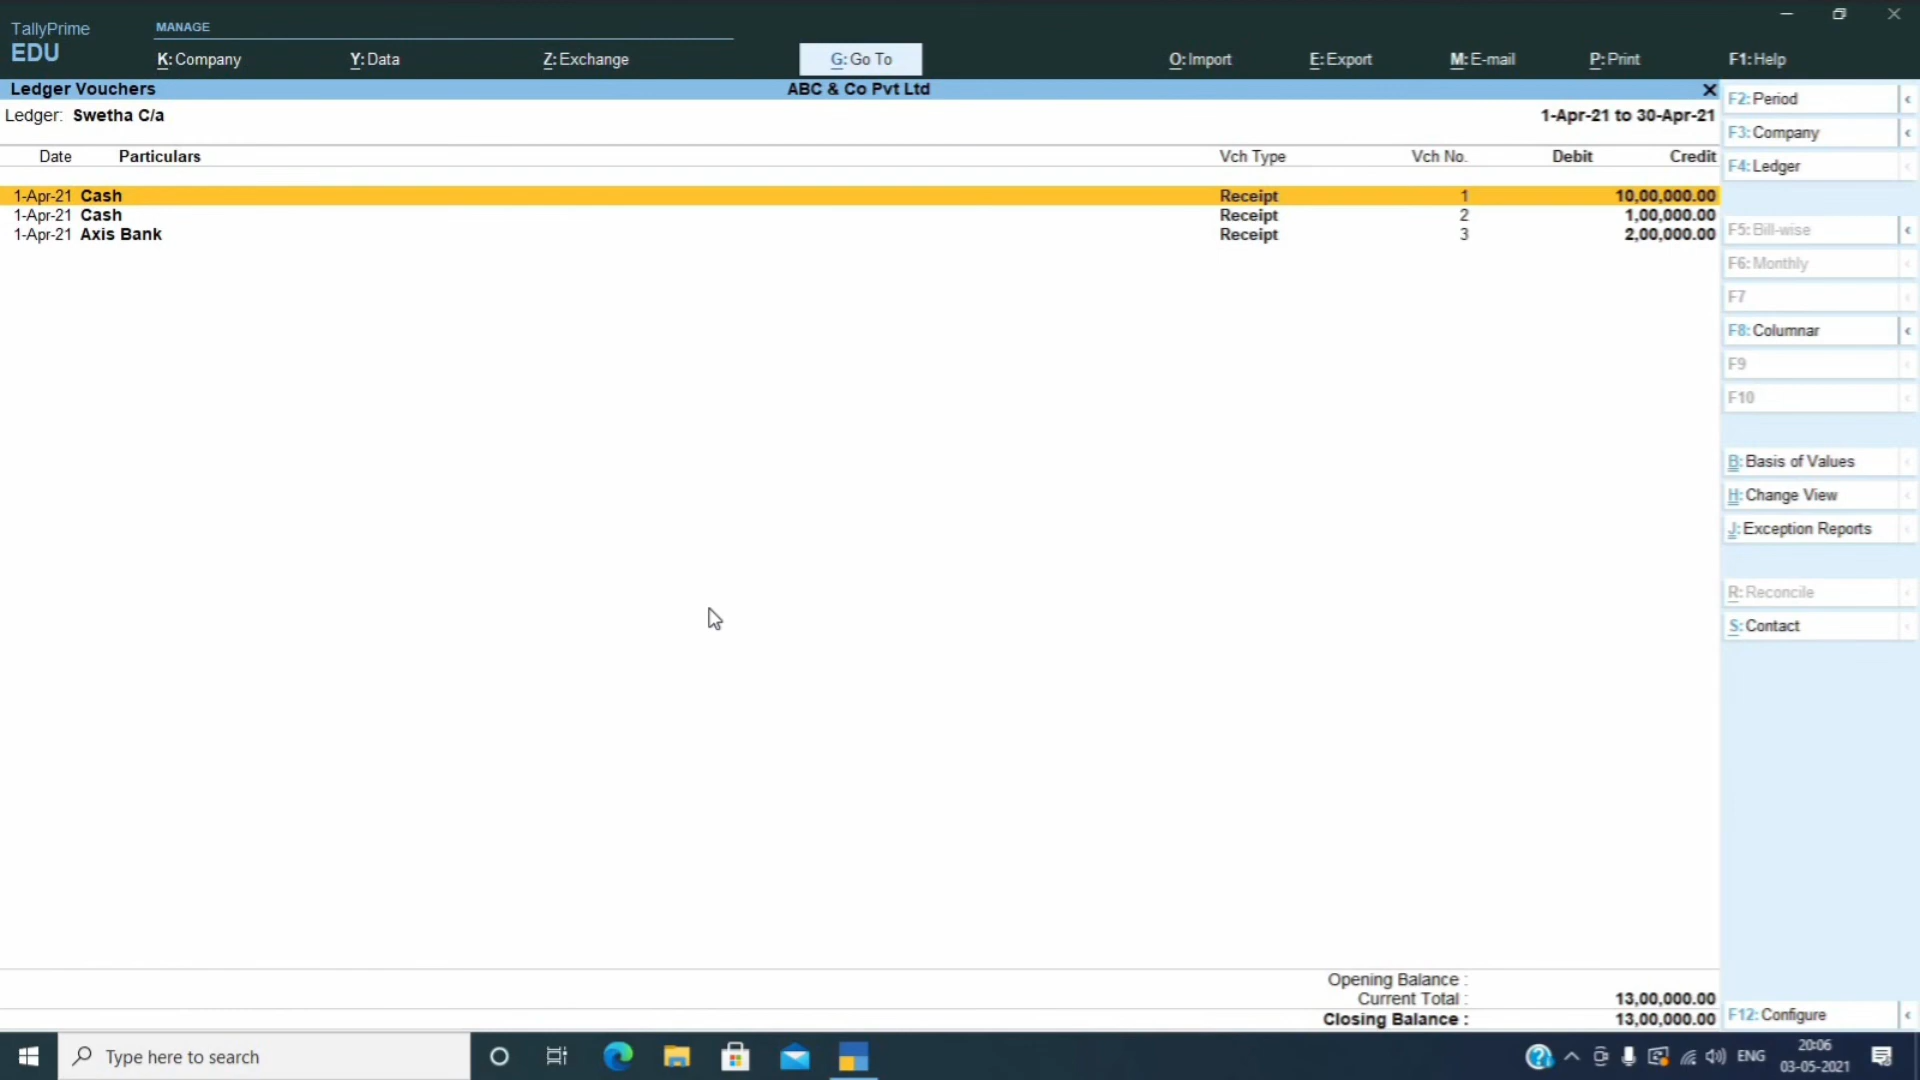 TallyPrime
EDU
MANAGE
K: Company Y: Data Z: Exchange G: Go To O: Import E: Export M: E-mail P: Print F1: Help
Ledger Vouchers ABC & Co Pvt Ltd X
Ledger: Swetha C/a 1-Apr-21 to 30-Apr-21
Date Particulars Vch Type Vch No. Debit Credit
1-Apr-21 Cash Receipt 1 10,00,000.00
1-Apr-21 Cash Receipt 2 1,00,000.00
1-Apr-21 Axis Bank Receipt 3 2,00,000.00
Opening Balance :
Current Total : 13,00,000.00
Closing Balance : 13,00,000.00
F2: Period
F3: Company
F4: Ledger
F5: Bill-wise
F6: Monthly
F7
F8: Columnar
F9
F10
B: Basis of Values
H: Change View
J: Exception Reports
R: Reconcile
S: Contact
F12: Configure
Type here to search
ENG
20:06
03-05-2021